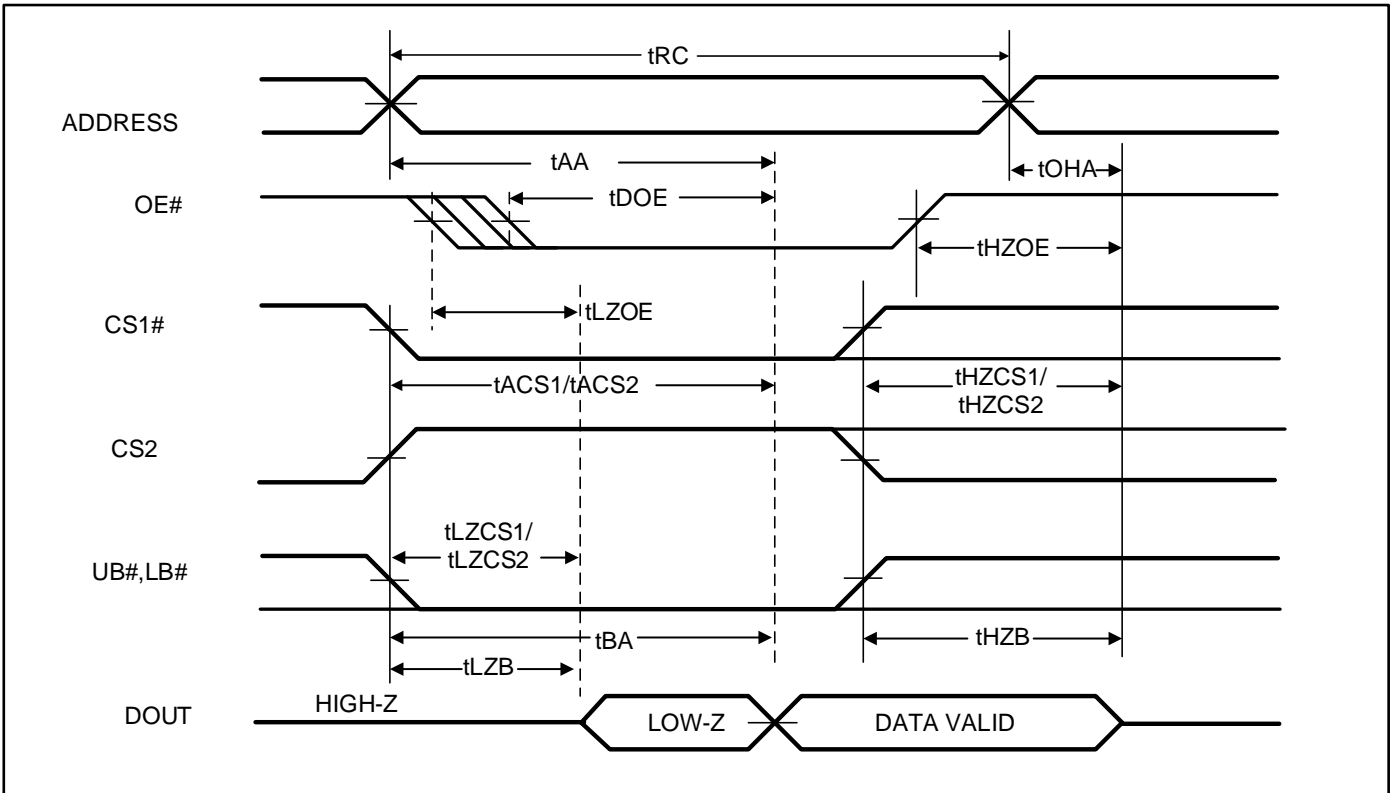 tRC
ADDRESS
tAA
tOHA
OE#
tDOE
tHZOE
tLZOE
CS1#
tACS1/tACS2
tHZCS1/
tHZCS2
CS2
tLZCS1/
tLZCS2
UB#,LB#
tBA
tHZB
tLZB
HIGH-Z
DOUT
LOW-Z
DATA VALID